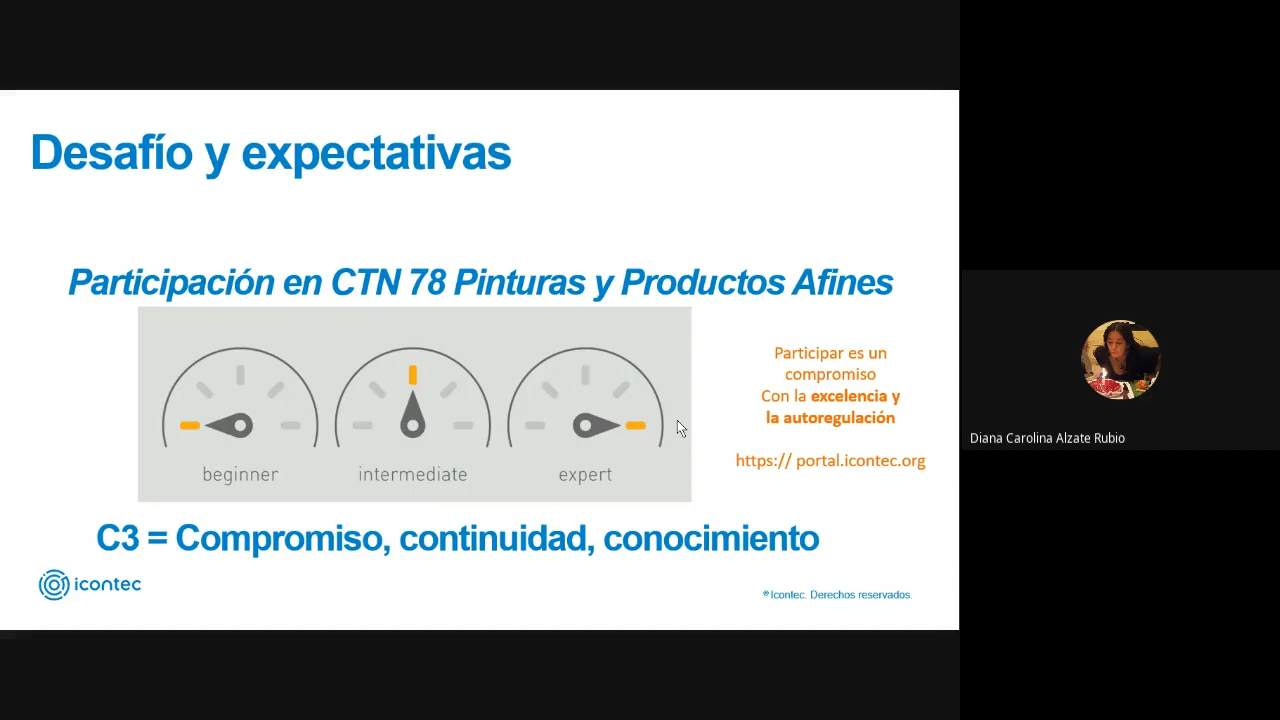 Desafío y expectativas
Participación en CTN 78 Pinturas y Productos Afines
beginner
intermediate
expert
Participar es un
compromiso
Con la excelencia y
la autoregulación
https:// portal.icontec.org
C3 = Compromiso, continuidad, conocimiento
icontec
® Icontec. Derechos reservados.
Diana Carolina Alzate Rubio